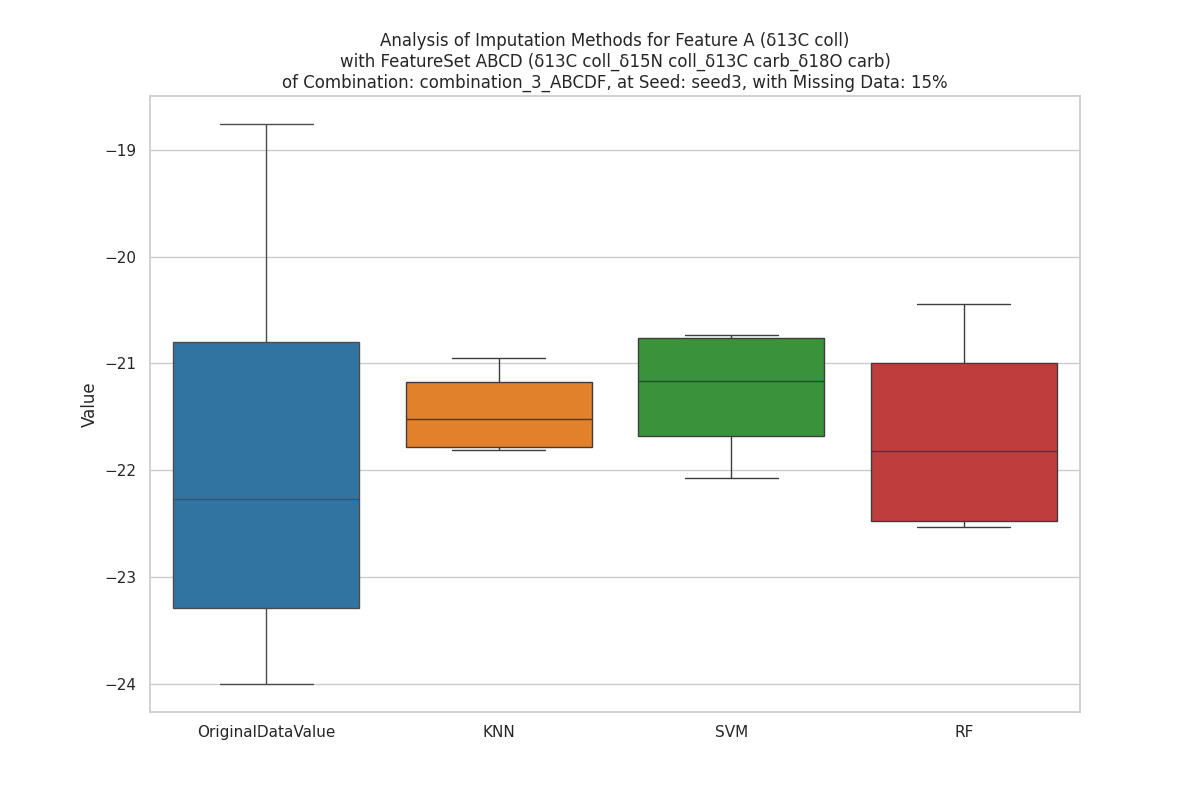 Analysis of Imputation Methods for Feature A (δ13C coll)
with FeatureSet ABCD (δ13C coll_δ15N coll_δ13C carb_δ18O carb)
of Combination: combination_3_ABCDF, at Seed: seed3, with Missing Data: 15%
Value
−19
−20
−21
−22
−23
−24
OriginalDataValue
KNN
SVM
RF